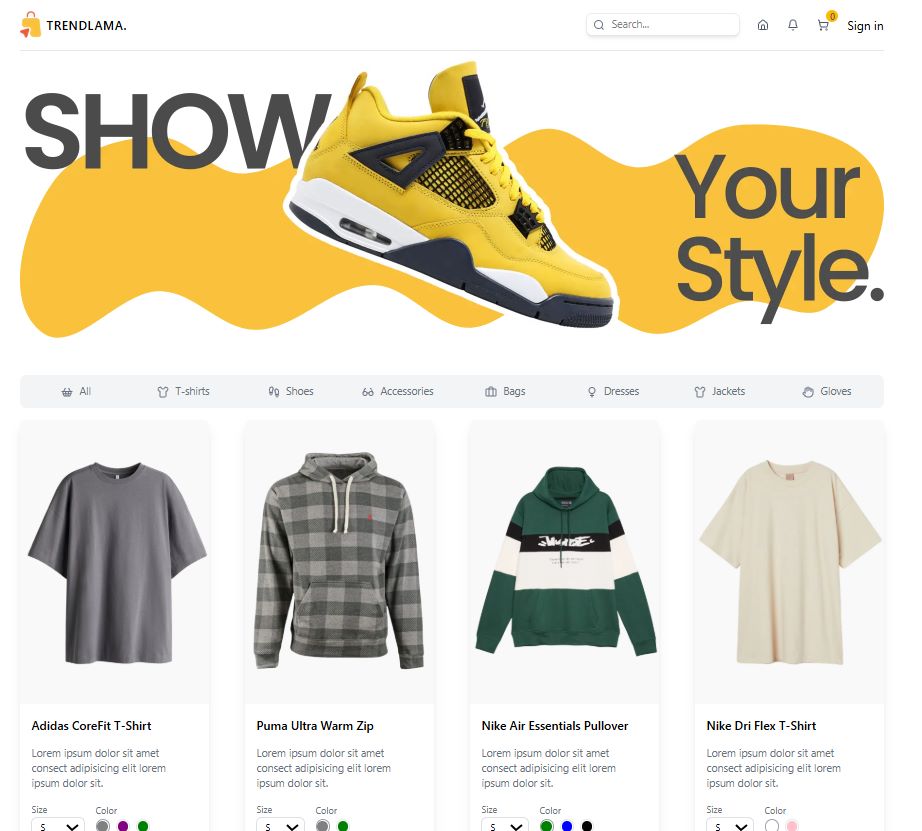 TRENDLAMA.
Search...
0
Sign in
SHOW
Your
Style.
All
T-shirts
Shoes
Accessories
Bags
Dresses
Jackets
Gloves
Adidas CoreFit T-Shirt
Lorem ipsum dolor sit amet
consect adipisicing elit lorem
ipsum dolor sit.
Size
Color
S
Puma Ultra Warm Zip
Lorem ipsum dolor sit amet
consect adipisicing elit lorem
ipsum dolor sit.
Size
Color
S
Nike Air Essentials Pullover
Lorem ipsum dolor sit amet
consect adipisicing elit lorem
ipsum dolor sit.
Size
Color
S
Nike Dri Flex T-Shirt
Lorem ipsum dolor sit amet
consect adipisicing elit lorem
ipsum dolor sit.
Size
Color
S